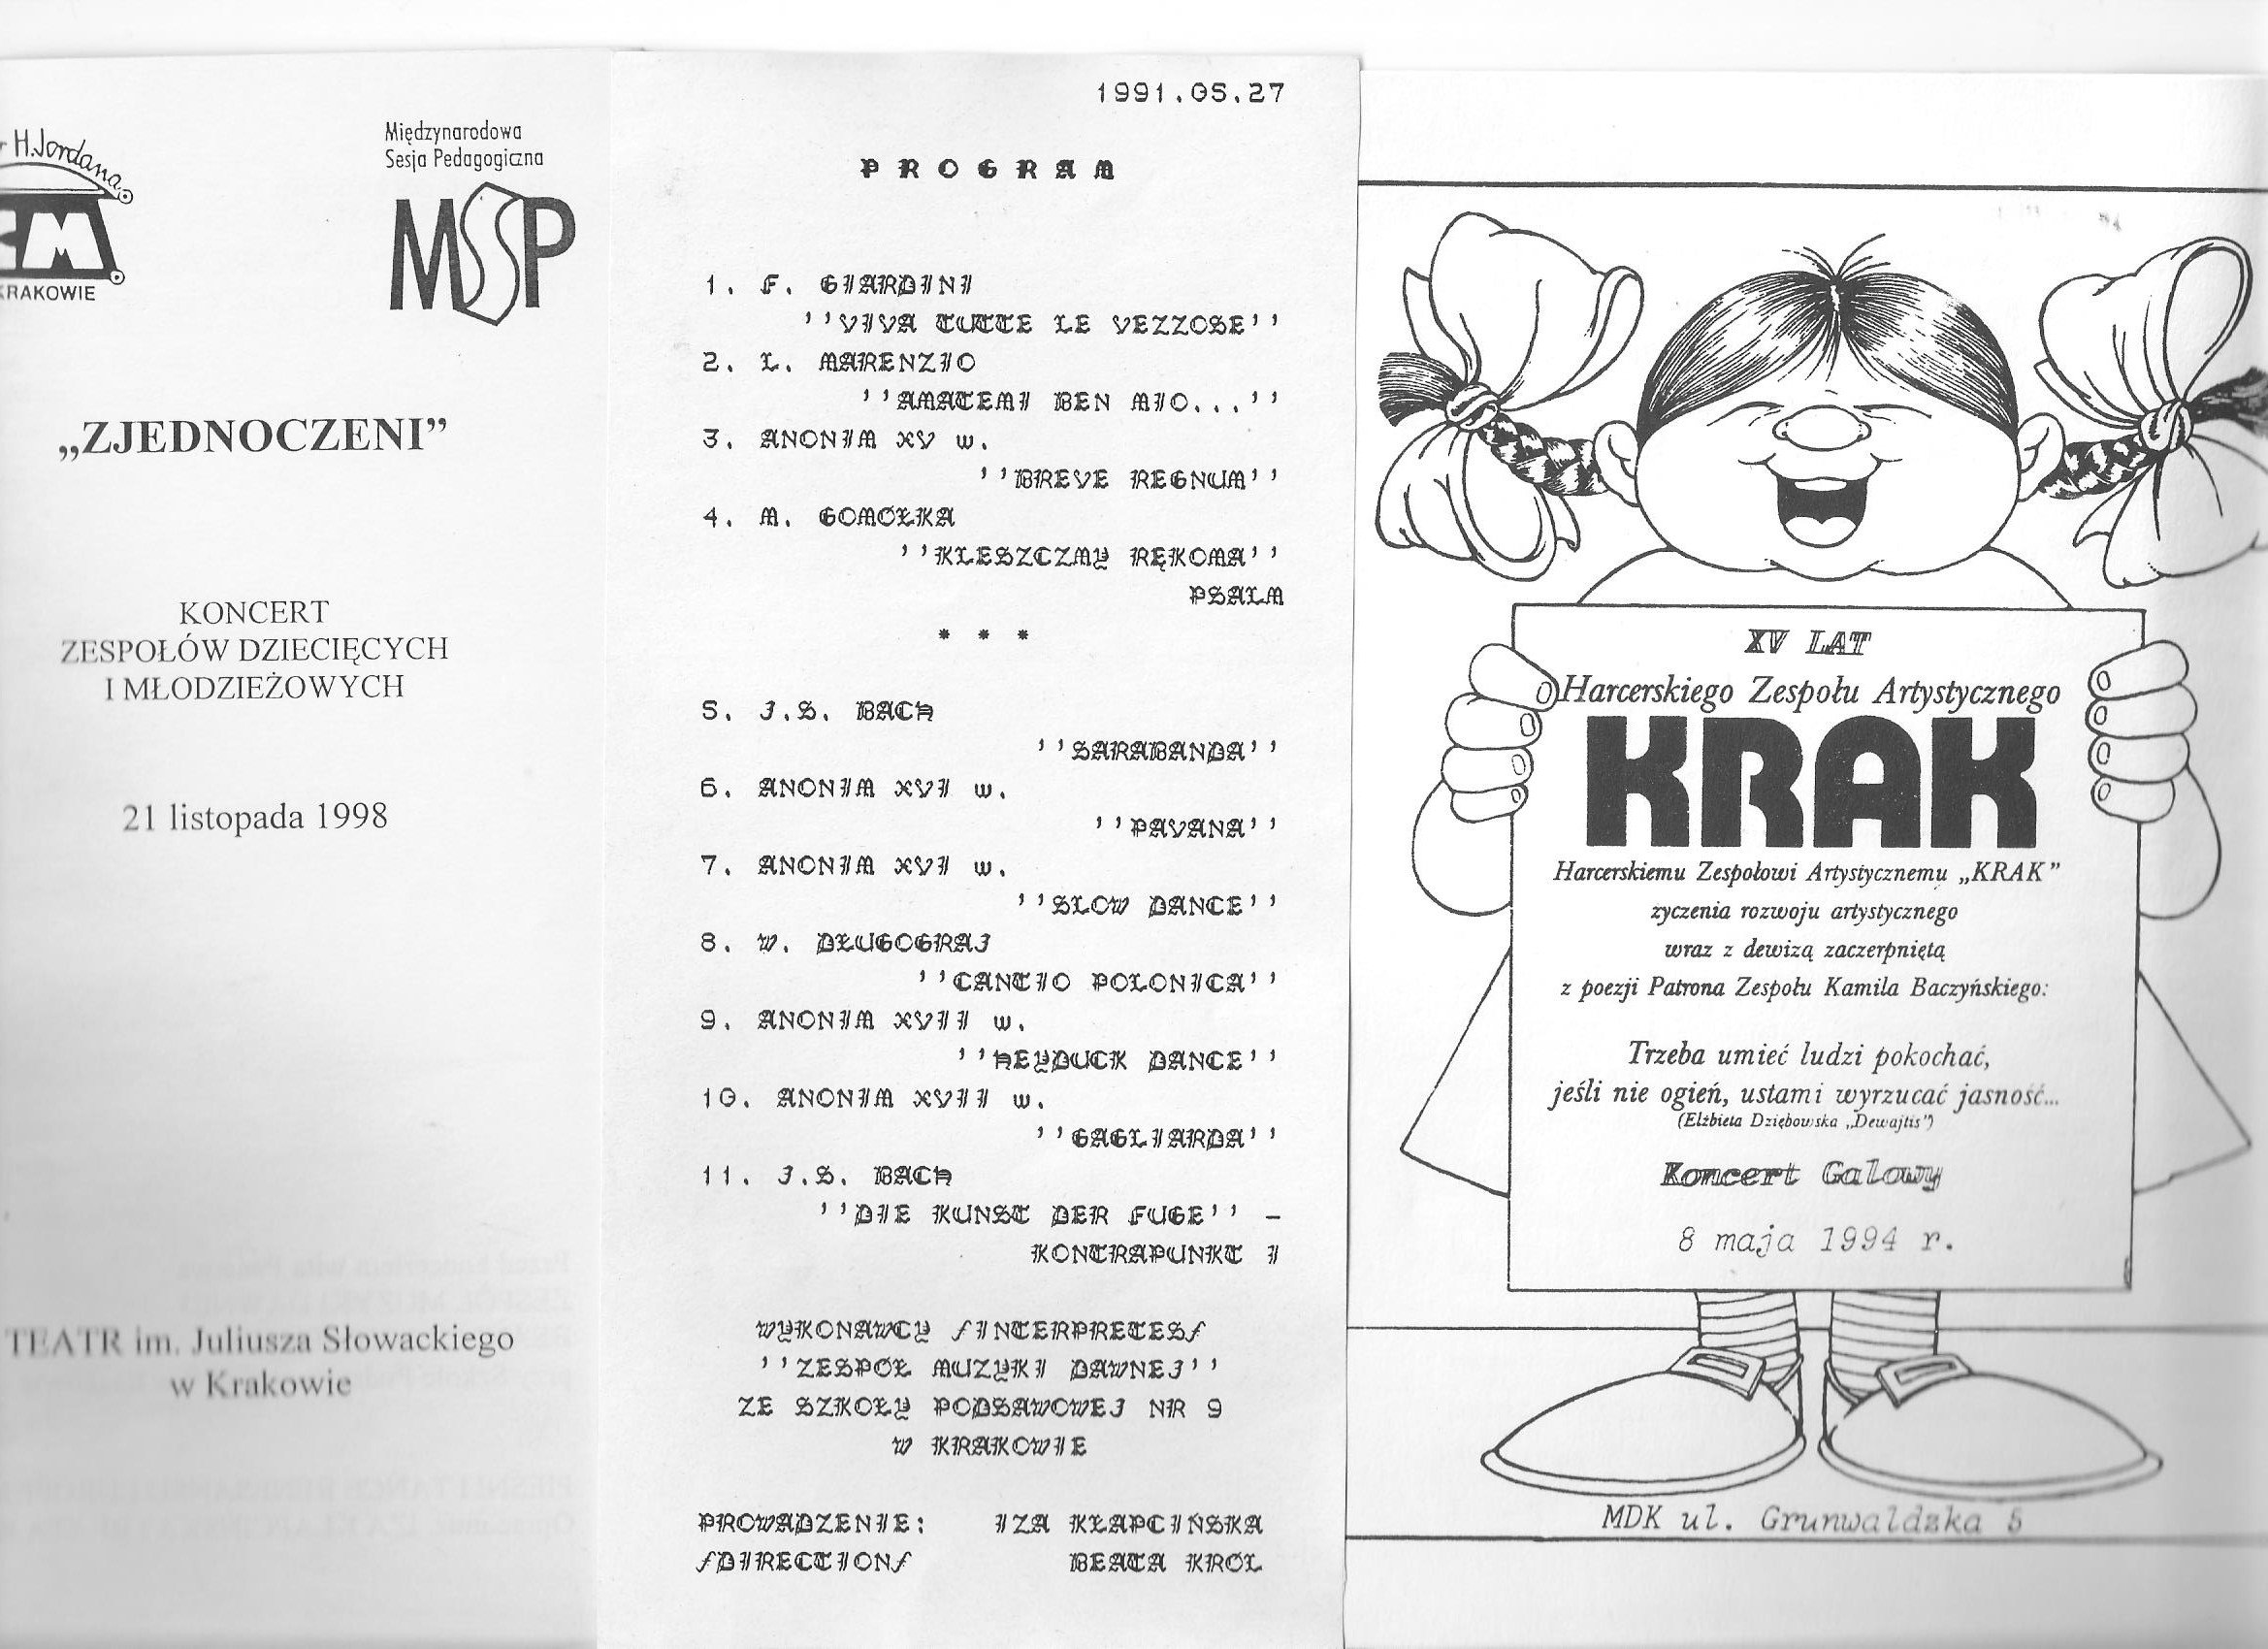 H.Jordana
KRAKOWIE
Międzynarodowa
Sesja Pedagogiczna
MSP
„ZJEDNOCZENI”
KONCERT
ZESPOŁÓW DZIECIĘCYCH
I MŁODZIEŻOWYCH
21 listopada 1998
TEATR im. Juliusza Słowackiego
w Krakowie
1991.05.27
PROGRAM
1. F. GIARDINI
''VIVA TUTTE LE VEZZOSE''
2. L. MARENZIO
''AMATEMI BEN MIO...''
3. ANONIM XV w.
''BREVE REGNUM''
4. M. GOMÓŁKA
''KLESZCZMY RĘKOMA''
PSALM
* * *
5. J.S. BACH
''SARABANDA''
6. ANONIM XVI w.
''PAVANA''
7. ANONIM XVI w.
''SLOW DANCE''
8. W. DŁUGOGRAJ
''CANTIO POLONICA''
9. ANONIM XVII w.
''HEYDUCK DANCE''
10. ANONIM XVII w.
''GAGLIARDA''
11. J.S. BACH
''DIE KUNST DER FUGE'' –
KONTRAPUNKT I
WYKONAWCY /INTERPRETES/
''ZESPÓŁ MUZYKI DAWNEJ''
ZE SZKOŁY PODSAWOWEJ NR 9
W KRAKOWIE
PROWADZENIE: IZA KŁAPCIŃSKA
/DIRECTION/ BEATA KRÓL
XV LAT
Harcerskiego Zespołu Artystycznego
KRAK
Harcerskiemu Zespołowi Artystycznemu „KRAK”
życzenia rozwoju artystycznego
wraz z dewizą zaczerpniętą
z poezji Patrona Zespołu Kamila Baczyńskiego:
Trzeba umieć ludzi pokochać,
jeśli nie ogień, ustami wyrzucać jasność...
(Elżbieta Dziębowska „Dewajtis”)
Koncert Galowy
8 maja 1994 r.
MDK ul. Grunwaldzka 5